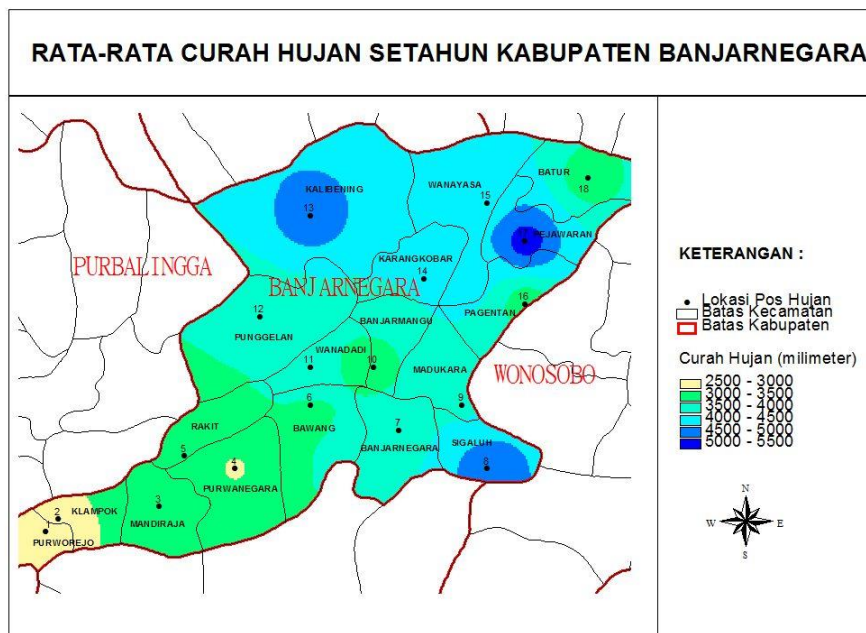 RATA-RATA CURAH HUJAN SETAHUN KABUPATEN BANJARNEGARA
BATUR
18
KALIBENING
13
WANAYASA
15
PEJAWARAN
PURBALINGGA
KARANGKOBAR
14
BANJARNEGARA
16
PAGENTAN
12
PUNGGELAN
BANJARMANGU
WANADADI
11
10
MADUKARA
WONOSOBO
6
BAWANG
9
7
RAKIT
BANJARNEGARA
SIGALUH
5
4
8
PURWANEGARA
3
MANDIRAJA
2
KLAMPOK
1
PURWOREJO
KETERANGAN :
Lokasi Pos Hujan
Batas Kecamatan
Batas Kabupaten
Curah Hujan (milimeter)
2500 - 3000
3000 - 3500
3500 - 4000
4000 - 4500
4500 - 5000
5000 - 5500
N
W E
S